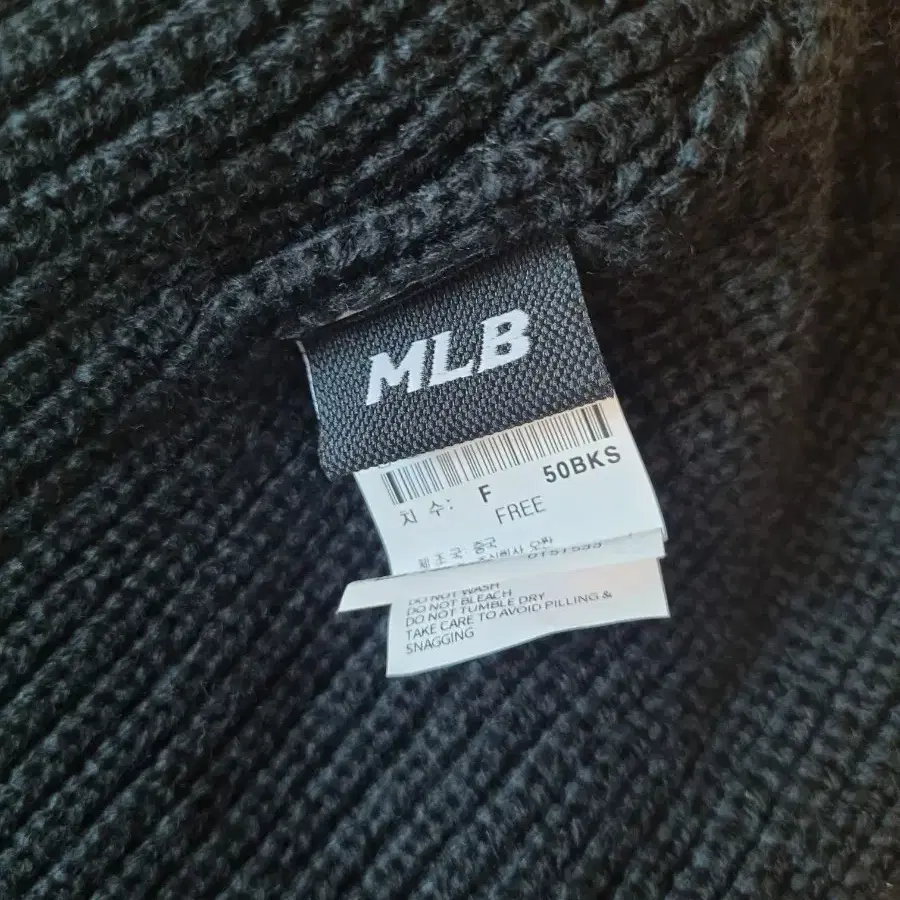 MLB
치 수: F 50BKS
FREE
제 조 국: 중국
DO NOT WASH
DO NOT BLEACH
DO NOT TUMBLE DRY
TAKE CARE TO AVOID PILLING &
SNAGGING